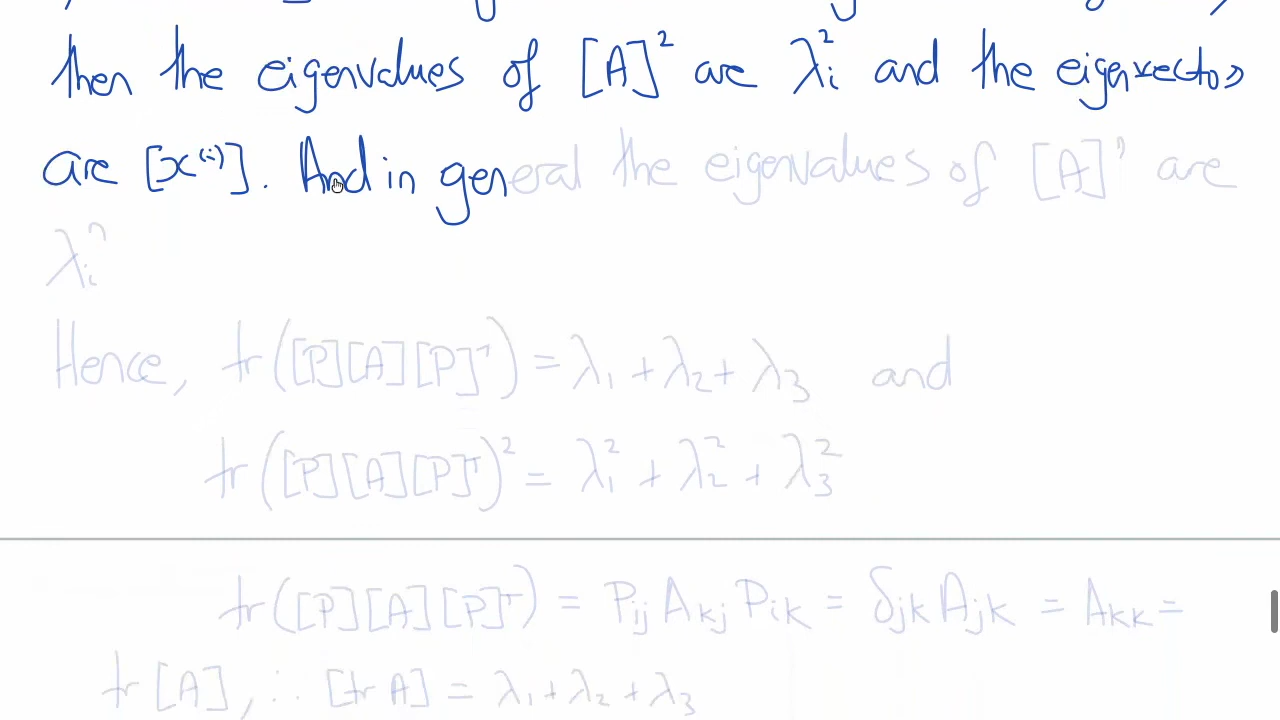 then the eigenvalues of [A]² are λᵢ² and the eigenvectors
are [x⁽ⁱ⁾]. And in general the eigenvalues of [A]ⁿ are
λᵢⁿ
Hence, tr([P][A][P]ᵀ) = λ₁ + λ₂ + λ₃ and
tr([P][A][P]ᵀ)² = λ₁² + λ₂² + λ₃²
tr([P][A][P]ᵀ) = Pᵢⱼ Aₖⱼ Pᵢₖ = δⱼₖ Aⱼₖ = Aₖₖ =
tr[A], ∴ [tr A] = λ₁ + λ₂ + λ₃